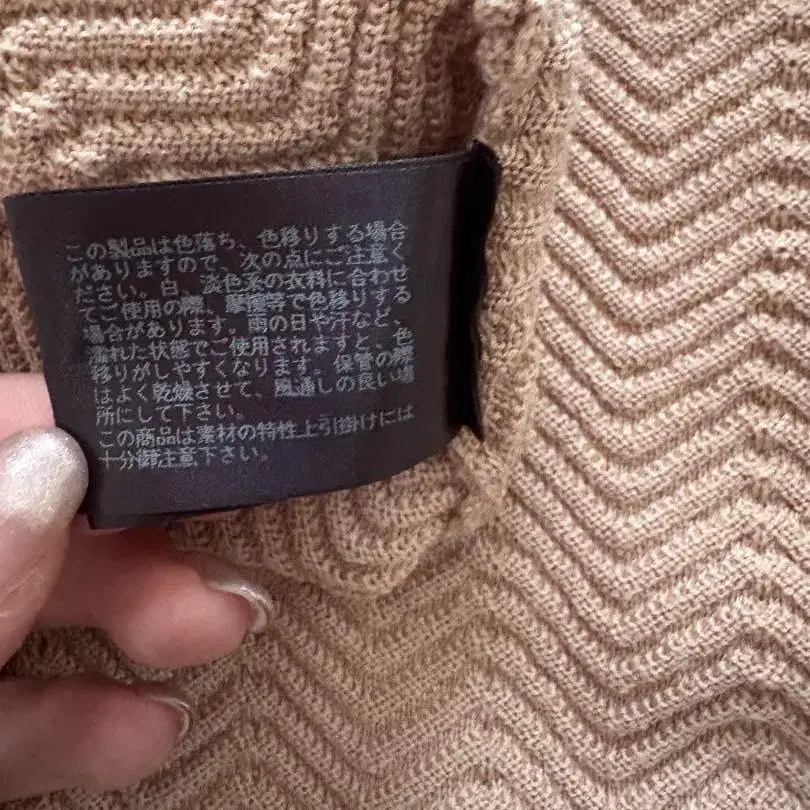 この製品は色落ち、色移りする場合
がありますので、次の点にご注意く
ださい。白、淡色系の衣料に合わせ
てご使用の際、摩擦等で色移りする
場合があります。雨の日や汗など、
濡れた状態でご使用されますと、色
移りがしやすくなります。保管の際
はよく乾燥させて、風通しの良い場
所にして下さい。
この商品は素材の特性上引掛けには
十分御注意下さい。